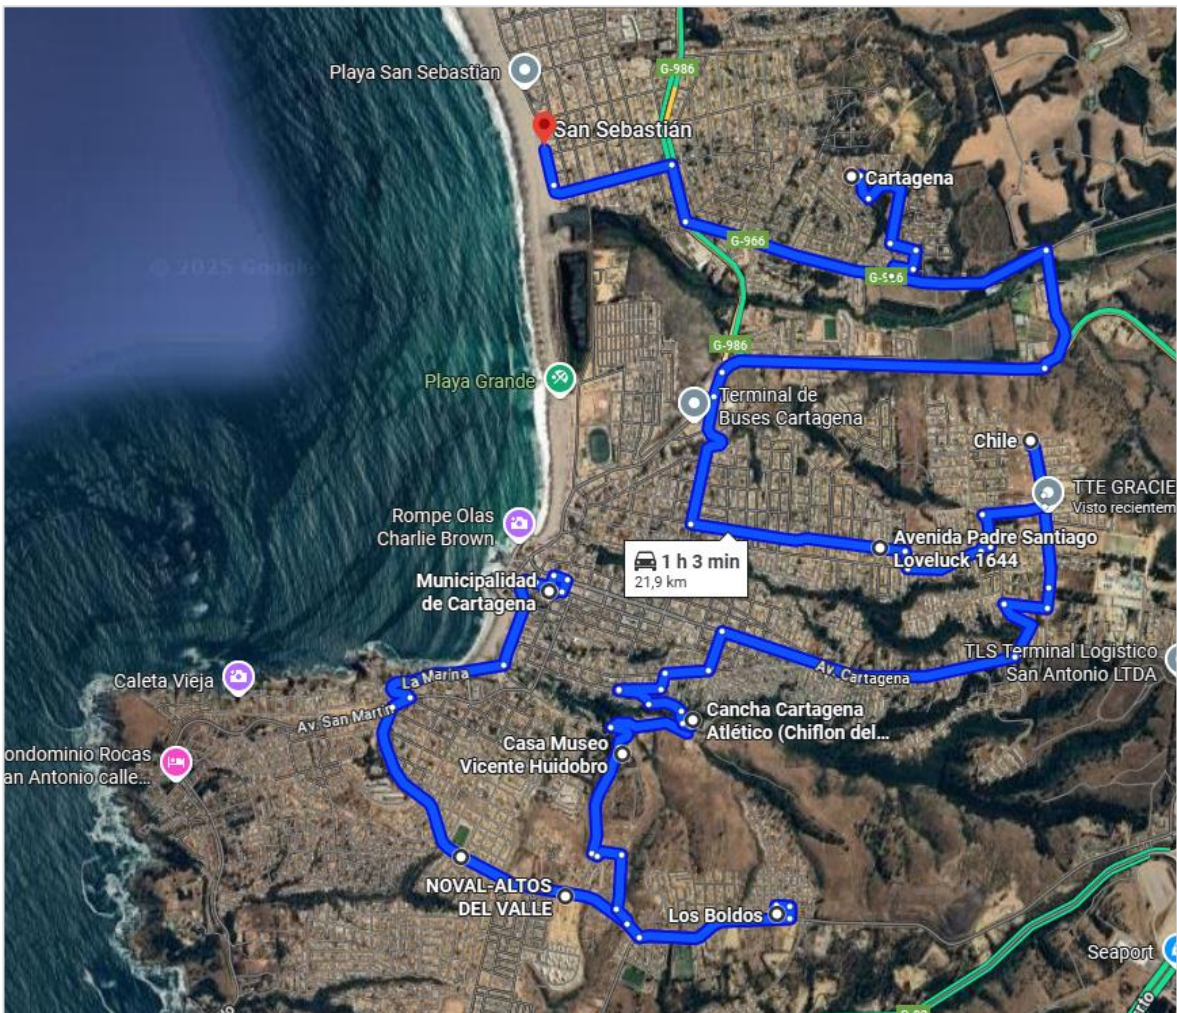 G-986
Playa San Sebastian
San Sebastián
Cartagena
G-966
© 2025 Google
G-986
Playa Grande
Terminal de
Buses Cartagena
Chile
TTE GRACIE
Visto recientem
Rompe Olas
Charlie Brown
Avenida Padre Santiago
Loveluck 1644
1 h 3 min
21,9 km
Municipalidad
de Cartagena
TLS Terminal Logistico
San Antonio LTDA
Av. Cartagena
La Marina
Caleta Vieja
Av. San Martín
Cancha Cartagena
Atlético (Chiflon del...
Casa Museo
Vicente Huidobro
ondominio Rocas
an Antonio calle...
NOVAL-ALTOS
DEL VALLE
Los Boldos
Seaport